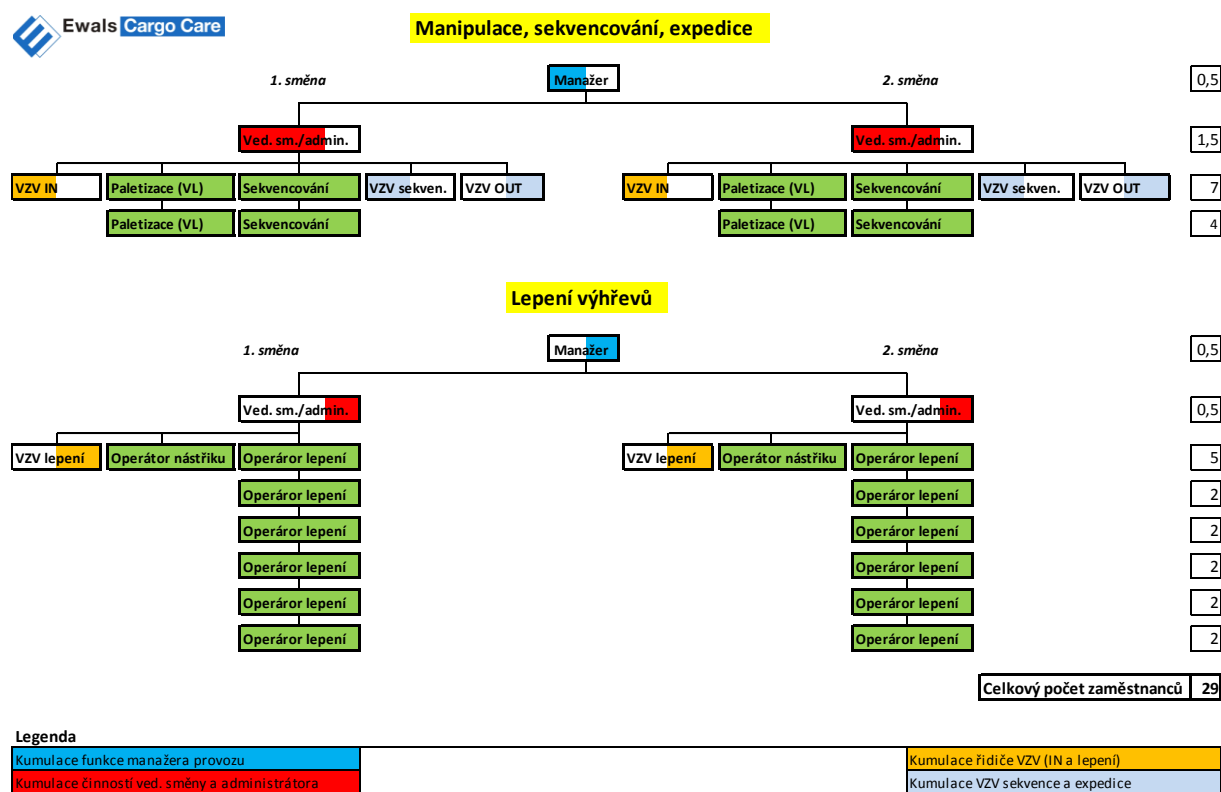 Ewals Cargo Care
Manipulace, sekvencování, expedice
1. směna Manažer 2. směna 0,5
Ved. sm./admin. Ved. sm./admin. 1,5
VZV IN Paletizace (VL) Sekvencování VZV sekven. VZV OUT VZV IN Paletizace (VL) Sekvencování VZV sekven. VZV OUT 7
Paletizace (VL) Sekvencování Paletizace (VL) Sekvencování 4
Lepení výhřevů
1. směna Manažer 2. směna 0,5
Ved. sm./admin. Ved. sm./admin. 0,5
VZV lepení Operátor nástřiku Operáror lepení VZV lepení Operátor nástřiku Operáror lepení 5
Operáror lepení Operáror lepení 2
Operáror lepení Operáror lepení 2
Operáror lepení Operáror lepení 2
Operáror lepení Operáror lepení 2
Operáror lepení Operáror lepení 2
Celkový počet zaměstnanců 29
Legenda
Kumulace funkce manažera provozu Kumulace řidiče VZV (IN a lepení)
Kumulace činností ved. směny a administrátora Kumulace VZV sekvence a expedice